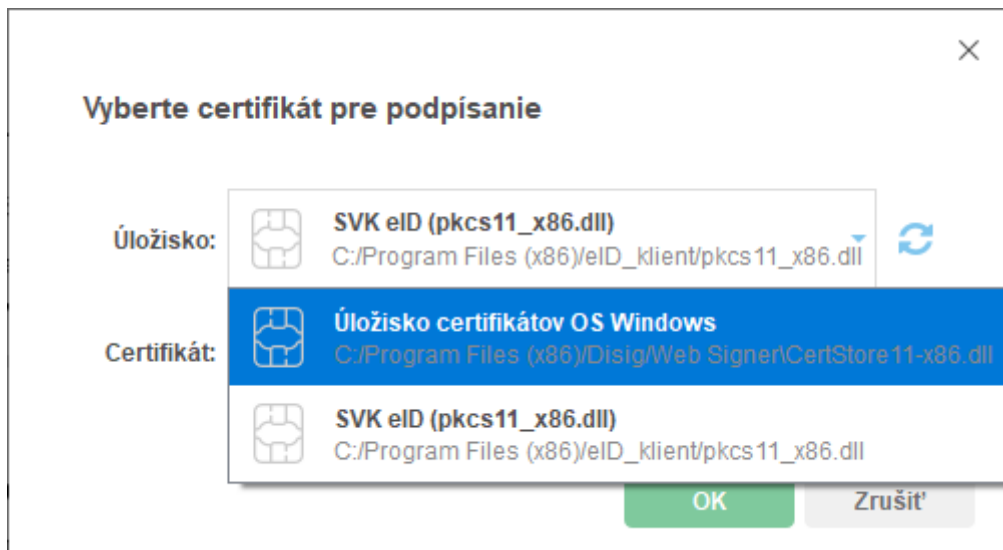 Vyberte certifikát pre podpísanie
Úložisko:
SVK eID (pkcs11_x86.dll)
C:/Program Files (x86)/eID_klient/pkcs11_x86.dll
Certifikát:
Úložisko certifikátov OS Windows
C:/Program Files (x86)/Disig/Web Signer\CertStore11-x86.dll
SVK eID (pkcs11_x86.dll)
C:/Program Files (x86)/eID_klient/pkcs11_x86.dll
OK
Zrušiť